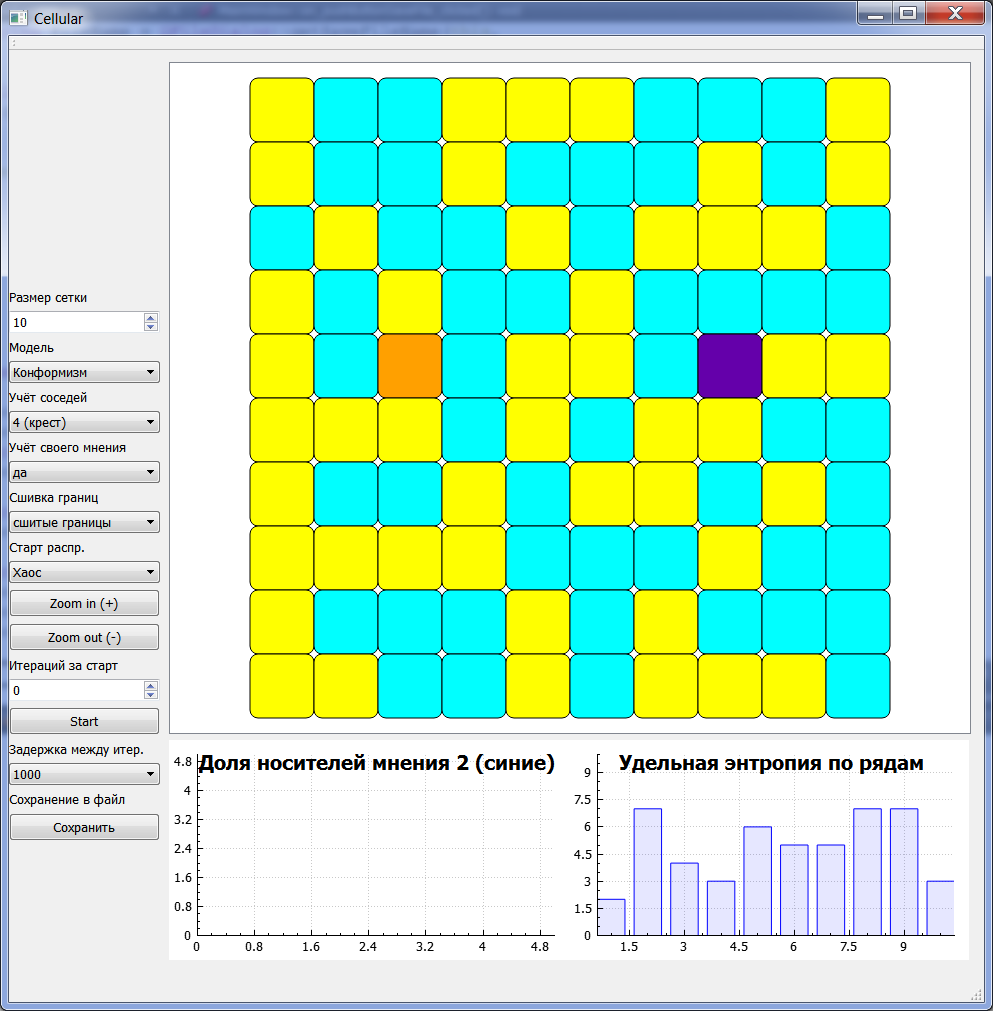 Cellular
Размер сетки
10
Модель
Конформизм
Учёт соседей
4 (крест)
Учёт своего мнения
да
Сшивка границ
сшитые границы
Старт распр.
Хаос
Zoom in (+)
Zoom out (-)
Итераций за старт
0
Start
Задержка между итер.
1000
Сохранение в файл
Сохранить
Доля носителей мнения 2 (синие)
4.8
4
3.2
2.4
1.6
0.8
0
0 0.8 1.6 2.4 3.2 4 4.8
Удельная энтропия по рядам
9
7.5
6
4.5
3
1.5
0
1.5 3 4.5 6 7.5 9